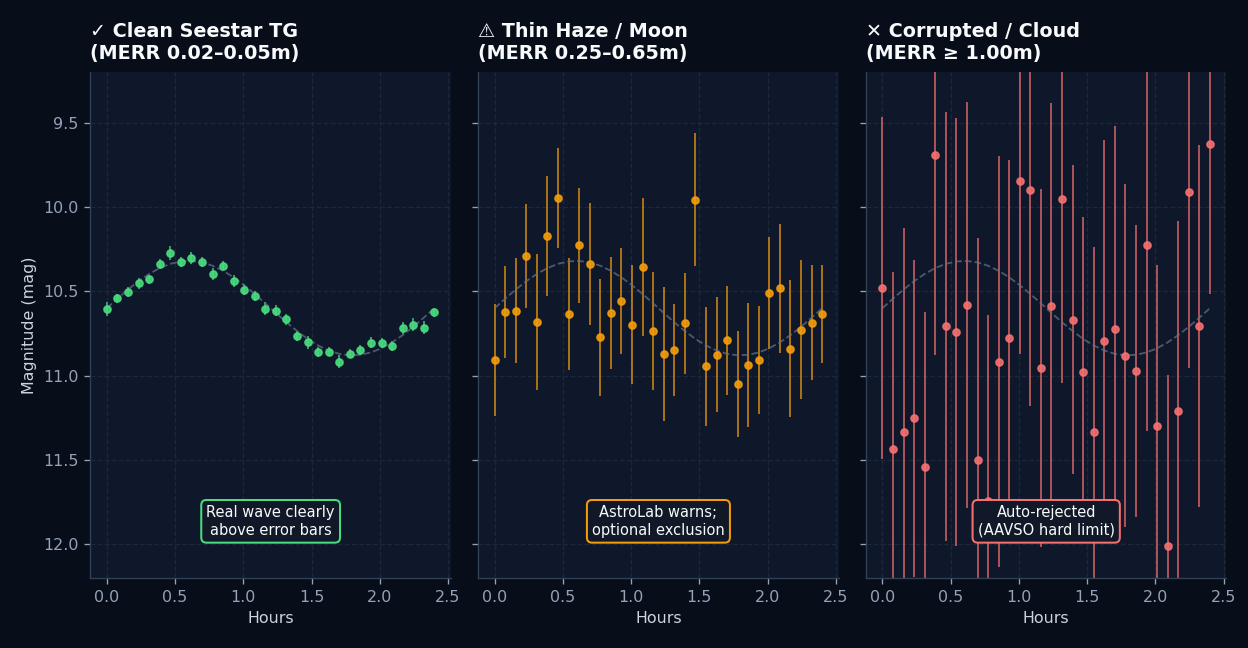 ✓ Clean Seestar TG
(MERR 0.02–0.05m)
⚠ Thin Haze / Moon
(MERR 0.25–0.65m)
✕ Corrupted / Cloud
(MERR ≥ 1.00m)
Magnitude (mag)
9.5
10.0
10.5
11.0
11.5
12.0
Real wave clearly
above error bars
AstroLab warns;
optional exclusion
Auto-rejected
(AAVSO hard limit)
0.0 0.5 1.0 1.5 2.0 2.5
0.0 0.5 1.0 1.5 2.0 2.5
0.0 0.5 1.0 1.5 2.0 2.5
Hours
Hours
Hours